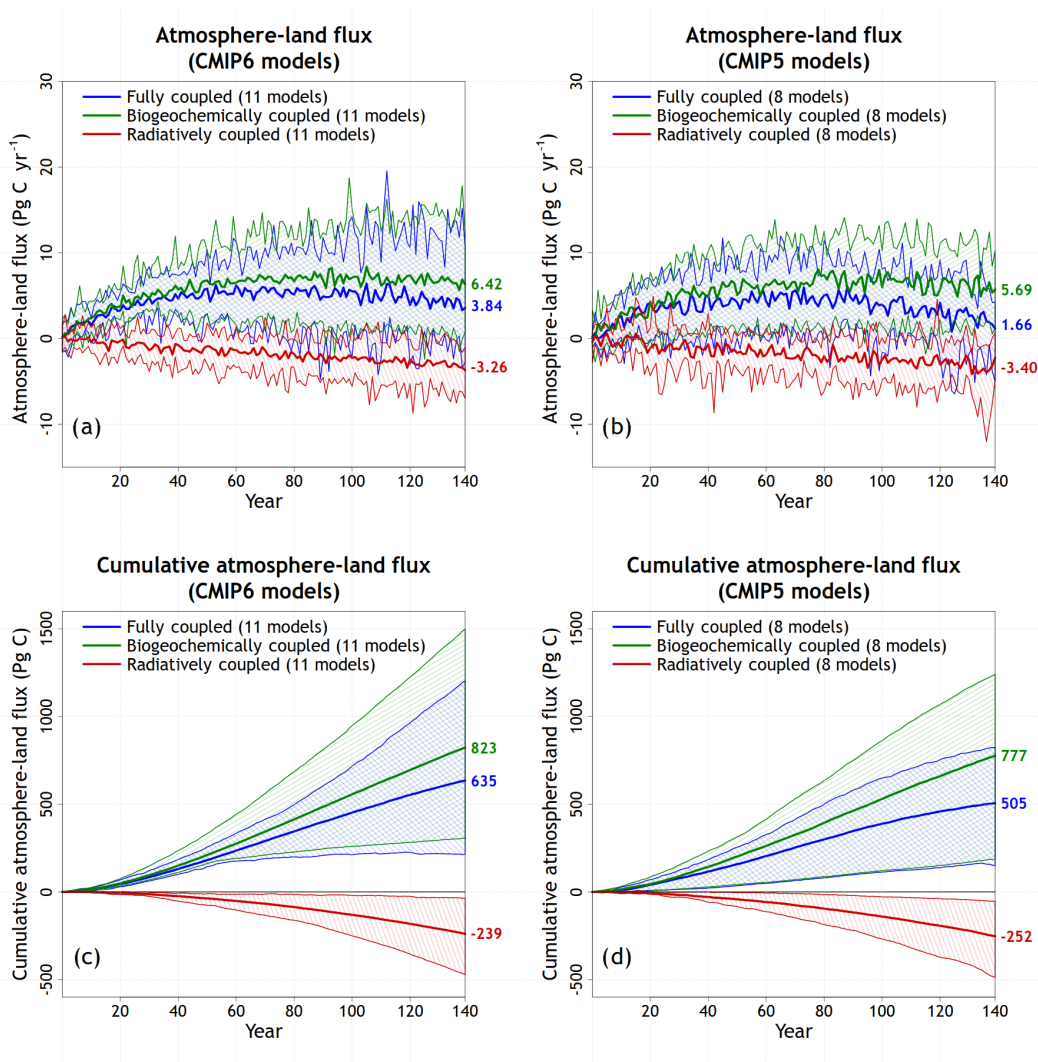 Atmosphere-land flux
(CMIP6 models)
Atmosphere-land flux (Pg C yr⁻¹)
30
20
10
0
-10
Fully coupled (11 models)
Biogeochemically coupled (11 models)
Radiatively coupled (11 models)
6.42
3.84
-3.26
(a)
20 40 60 80 100 120 140
Year
Atmosphere-land flux
(CMIP5 models)
Atmosphere-land flux (Pg C yr⁻¹)
30
20
10
0
-10
Fully coupled (8 models)
Biogeochemically coupled (8 models)
Radiatively coupled (8 models)
5.69
1.66
-3.40
(b)
20 40 60 80 100 120 140
Year
Cumulative atmosphere-land flux
(CMIP6 models)
Cumulative atmosphere-land flux (Pg C)
1500
1000
500
0
-500
Fully coupled (11 models)
Biogeochemically coupled (11 models)
Radiatively coupled (11 models)
823
635
-239
(c)
20 40 60 80 100 120 140
Year
Cumulative atmosphere-land flux
(CMIP5 models)
Cumulative atmosphere-land flux (Pg C)
1500
1000
500
0
-500
Fully coupled (8 models)
Biogeochemically coupled (8 models)
Radiatively coupled (8 models)
777
505
-252
(d)
20 40 60 80 100 120 140
Year